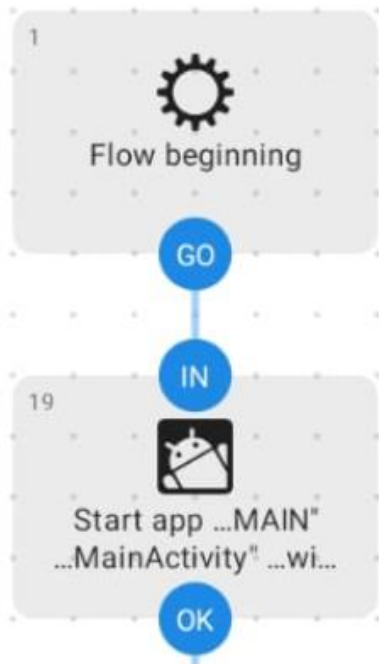 1
Flow beginning
GO
IN
19
Start app ...MAIN"
...MainActivity" ...wi...
OK